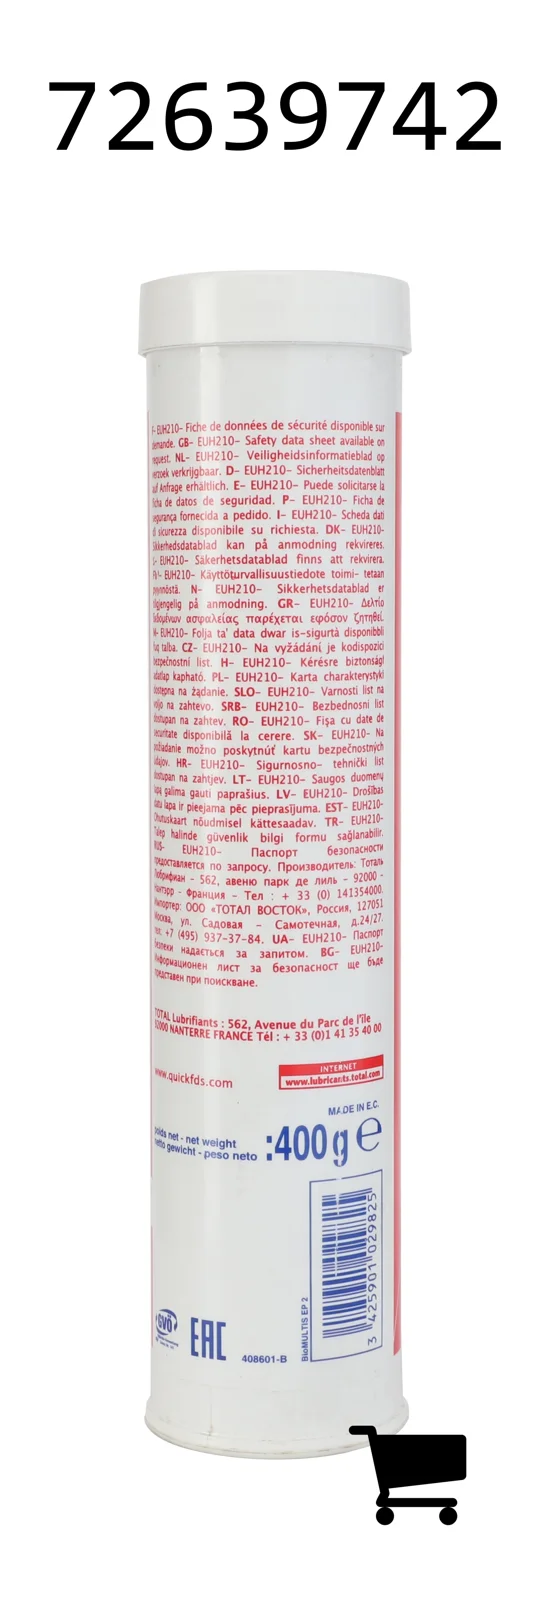 72639742
F- EUH210- Fiche de données de sécurité disponible sur
demande. GB- EUH210- Safety data sheet available on
request. NL- EUH210- Veiligheidsinformatieblad op
verzoek verkrijgbaar. D- EUH210- Sicherheitsdatenblatt
auf Anfrage erhältlich. E- EUH210- Puede solicitarse la
ficha de datos de seguridad. P- EUH210- Ficha de
segurança fornecida a pedido. I- EUH210- Scheda dati
di sicurezza disponibile su richiesta. DK- EUH210-
Sikkerhedsdatablad kan på anmodning rekvireres.
S- EUH210- Säkerhetsdatablad finns att rekvirera.
EUH210- Käyttöturvallisuustiedote toimi- tetaan
pyynnöstä. N- EUH210- Sikkerhetsdatablad er
tilgjengelig på anmodning. GR- EUH210- Δελτίο
δεδομένων ασφαλείας παρέχεται εφόσον ζητηθεί.
M- EUH210- Folja ta' data dwar is-sigurtà disponibbli
fuq talba. CZ- EUH210- Na vyžádání je kodispozici
bezpečnostní list. H- EUH210- Kérésre biztonsági
adatlap kapható. PL- EUH210- Karta charakterystyki
dostępna na żądanie. SLO- EUH210- Varnosti list na
voljo na zahtevo. SRB- EUH210- Bezbednosni list
dostupan na zahtev. RO- EUH210- Fişa cu date de
securitate disponibilă la cerere. SK- EUH210- Na
požiadanie možno poskytnúť kartu bezpečnostných
údajov. HR- EUH210- Sigurnosno- tehnički list
dostupan na zahtjev. LT- EUH210- Saugos duomenų
lapą galima gauti paprašius. LV- EUH210- Drošības
datu lapa ir pieejama pēc pieprasījuma. EST- EUH210-
Ohutuskaart nõudmisel kättesaadav. TR- EUH210-
Talep halinde güvenlik bilgi formu sağlanabilir.
RUS- EUH210- Паспорт безопасности
предоставляется по запросу. Производитель: Тоталь
Любрифиан - 562, авеню парк де лиль - 92000 -
Нантэрр - Франция - Тел : + 33 (0) 141354000.
Импортер: ООО «ТОТАЛ ВОСТОК», Россия, 127051
Москва, ул. Садовая - Самотечная, д.24/27.
тел: +7 (495) 937-37-84. UA- EUH210- Паспорт
безпеки надається за запитом. BG- EUH210-
Информационен лист за безопасност ще бъде
представен при поискване.
TOTAL Lubrifiants : 562, Avenue du Parc de l'île
92000 NANTERRE FRANCE Tél : + 33 (0)1 41 35 40 00
INTERNET
www.quickfds.com www.lubricants.total.com
MADE IN E.C.
poids net - net weight
netto gewicht - peso neto :400 g e
BioMULTIS EP 2
3 425901 029825
GVÖ
EAC
408601-B